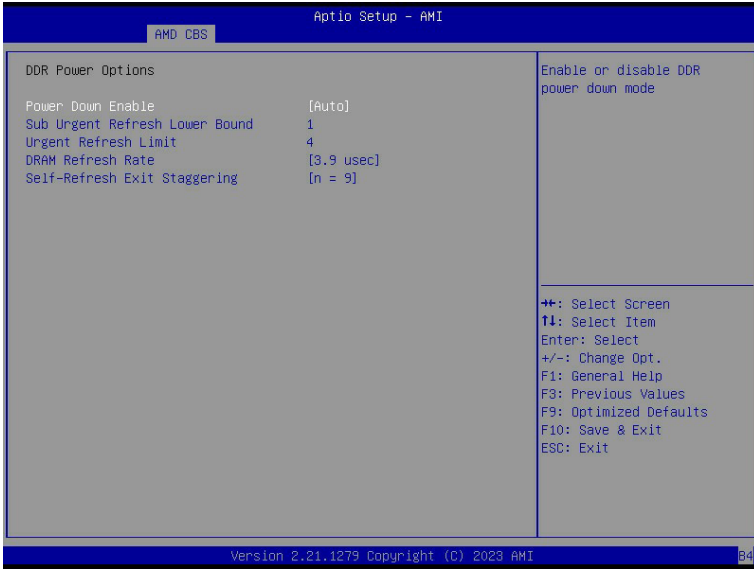 Aptio Setup - AMI
AMD CBS
DDR Power Options
Power Down Enable [Auto]
Sub Urgent Refresh Lower Bound 1
Urgent Refresh Limit 4
DRAM Refresh Rate [3.9 usec]
Self-Refresh Exit Staggering [n = 9]
Enable or disable DDR
power down mode
→←: Select Screen
↑↓: Select Item
Enter: Select
+/-: Change Opt.
F1: General Help
F3: Previous Values
F9: Optimized Defaults
F10: Save & Exit
ESC: Exit
Version 2.21.1279 Copyright (C) 2023 AMI
B4